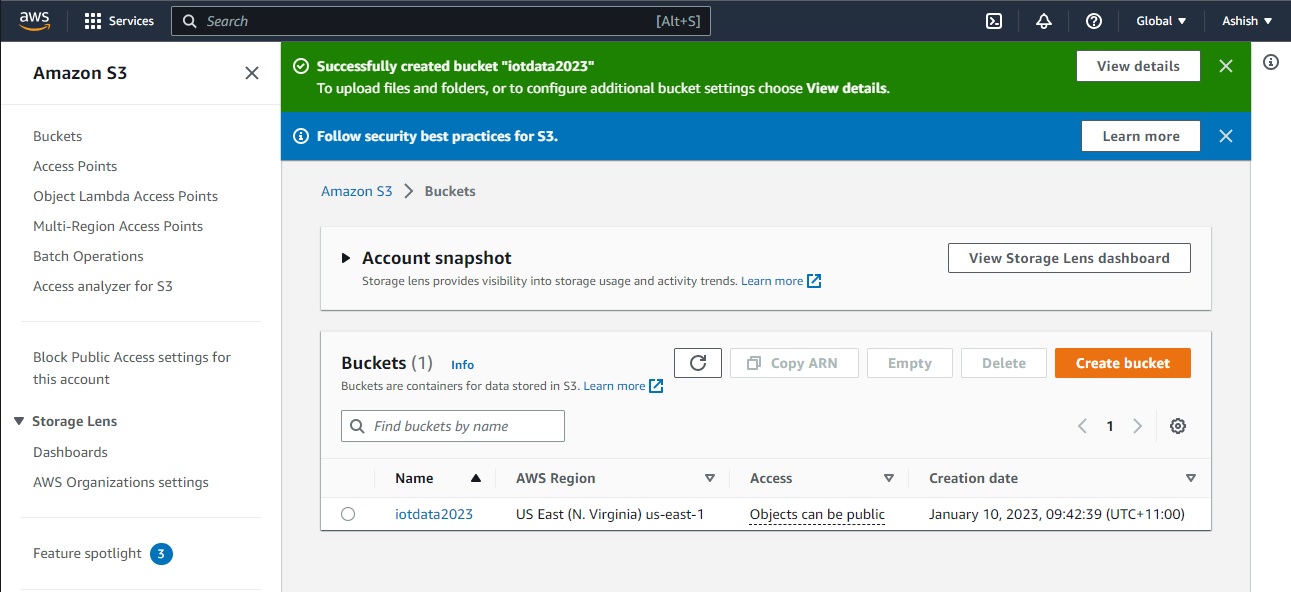 aws Services Search [Alt+S] Global Ashish
Amazon S3
Buckets
Access Points
Object Lambda Access Points
Multi-Region Access Points
Batch Operations
Access analyzer for S3
Block Public Access settings for
this account
Storage Lens
Dashboards
AWS Organizations settings
Feature spotlight 3
Successfully created bucket "iotdata2023"
To upload files and folders, or to configure additional bucket settings choose View details.
View details
Follow security best practices for S3.
Learn more
Amazon S3 Buckets
Account snapshot
Storage lens provides visibility into storage usage and activity trends. Learn more
View Storage Lens dashboard
Buckets (1) Info
Buckets are containers for data stored in S3. Learn more
Copy ARN Empty Delete Create bucket
Find buckets by name
1
Name AWS Region Access Creation date
iotdata2023 US East (N. Virginia) us-east-1 Objects can be public January 10, 2023, 09:42:39 (UTC+11:00)